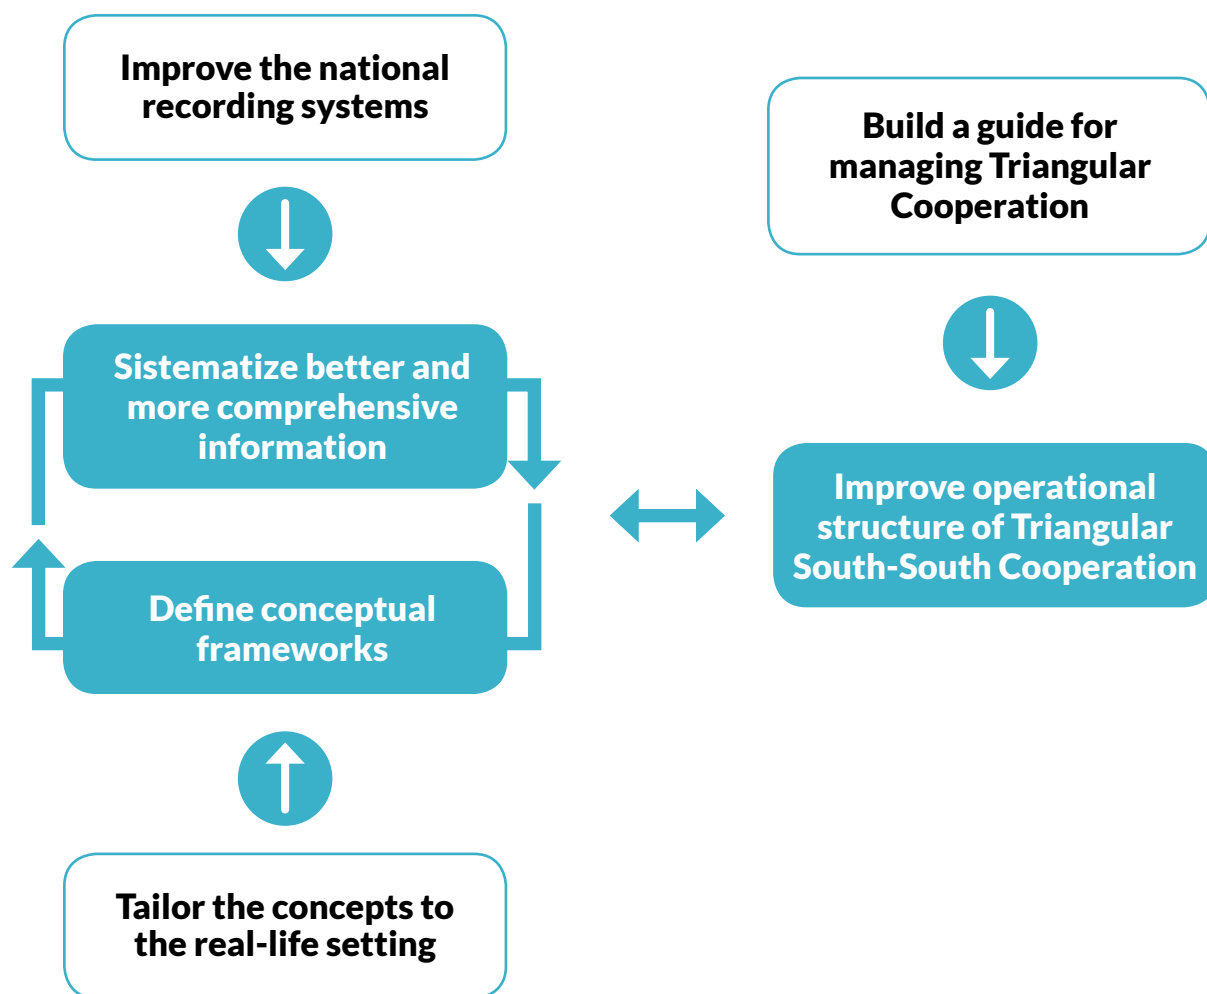 Improve the national
recording systems
Sistematize better and
more comprehensive
information
Define conceptual
frameworks
Tailor the concepts to
the real-life setting
Build a guide for
managing Triangular
Cooperation
Improve operational
structure of Triangular
South-South Cooperation